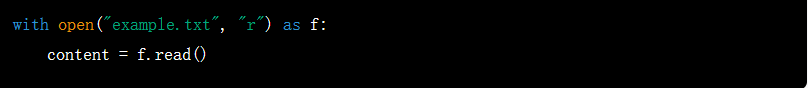 with open("example.txt", "r") as f:
    content = f.read()